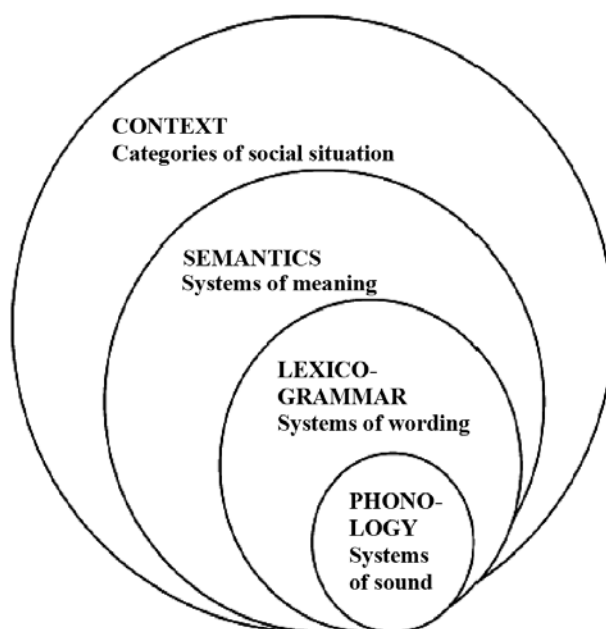 CONTEXT
Categories of social situation
SEMANTICS
Systems of meaning
LEXICO-
GRAMMAR
Systems of wording
PHONO-
LOGY
Systems
of sound